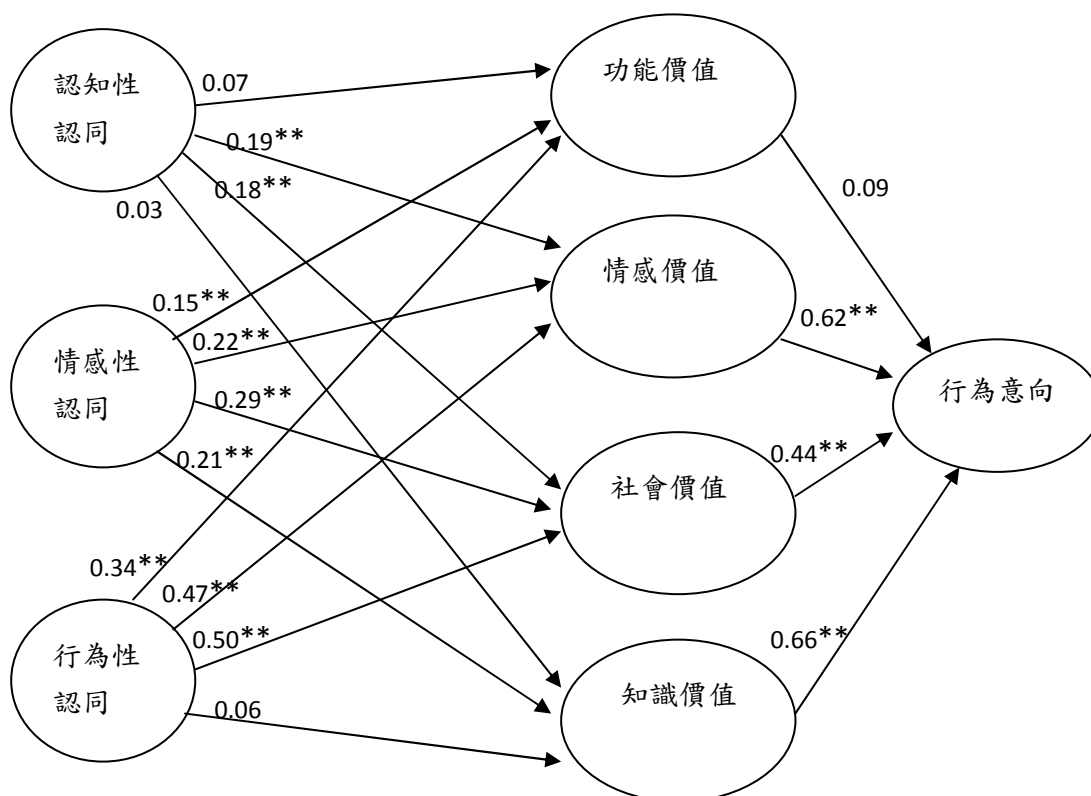 認知性
認同
0.07
0.19**
0.18**
0.03
功能價值
0.09
情感價值
0.62**
情感性
認同
0.15**
0.22**
0.29**
0.21**
行為意向
社會價值
0.44**
行為性
認同
0.34**
0.47**
0.50**
0.06
知識價值
0.66**